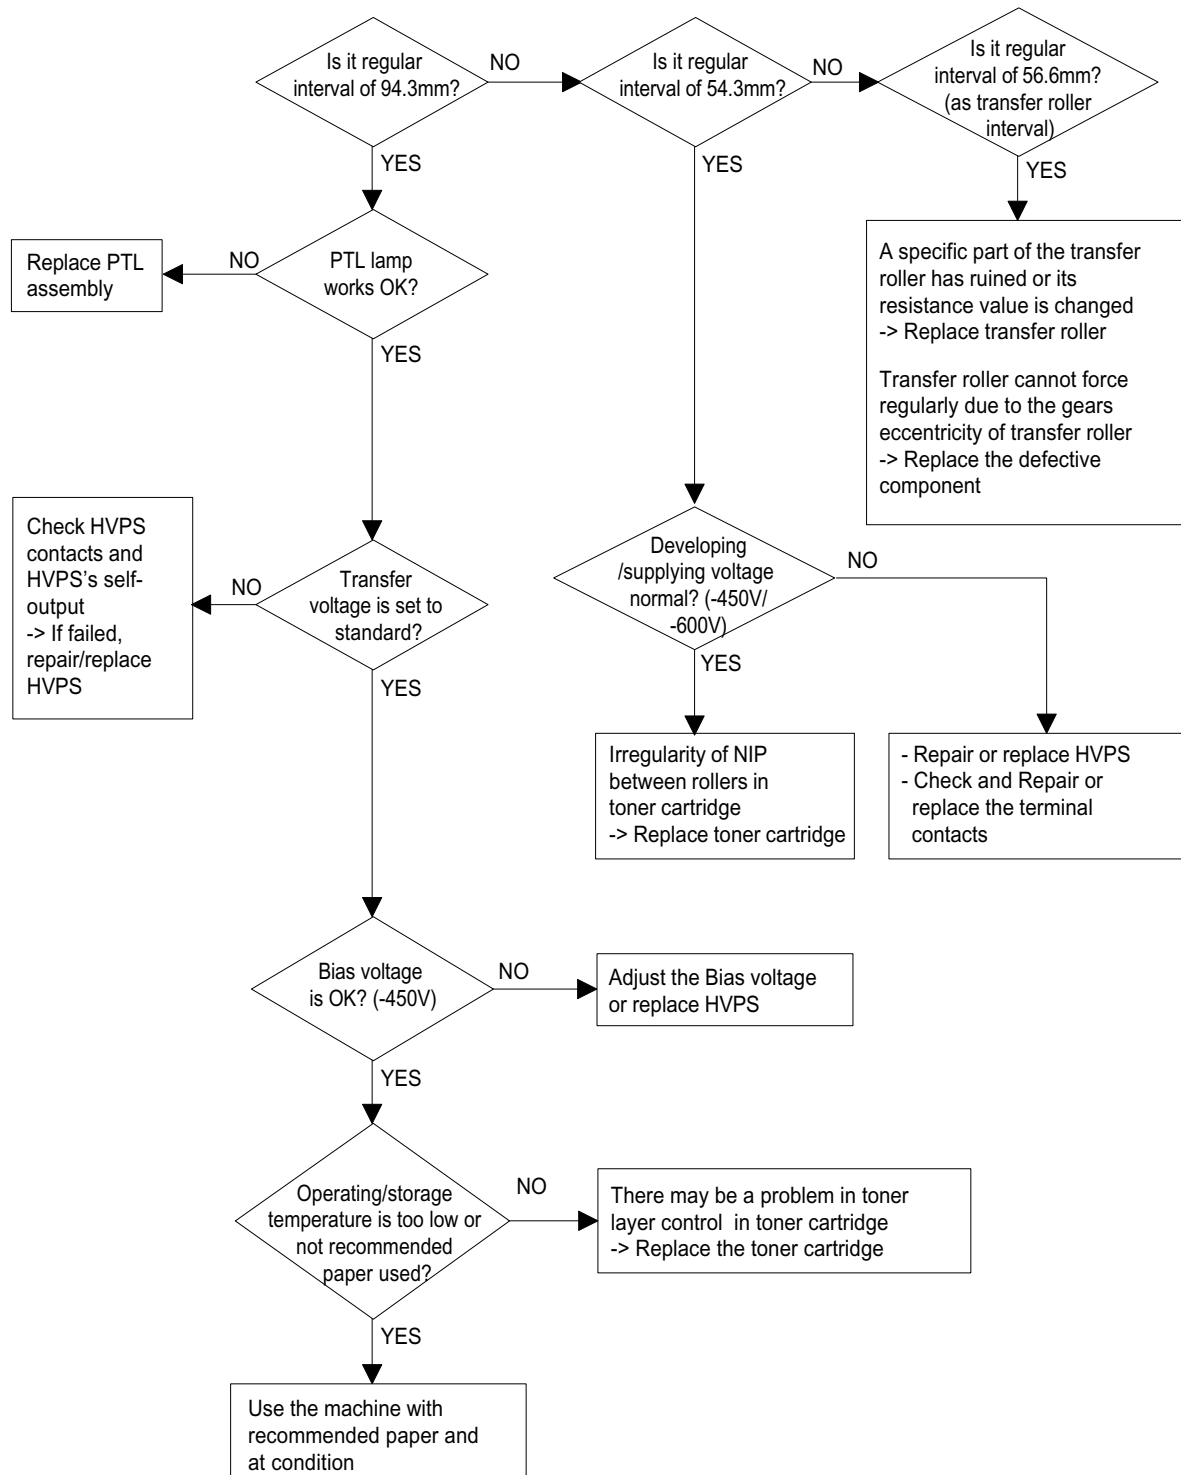 Is it regular
interval of 94.3mm?
NO
Is it regular
interval of 54.3mm?
NO
Is it regular
interval of 56.6mm?
(as transfer roller
interval)
YES
YES
YES
Replace PTL
assembly
NO
PTL lamp
works OK?
YES
A specific part of the transfer
roller has ruined or its
resistance value is changed
-> Replace transfer roller
Transfer roller cannot force
regularly due to the gears
eccentricity of transfer roller
-> Replace the defective
component
Check HVPS
contacts and
HVPS's self-
output
-> If failed,
repair/replace
HVPS
NO
Transfer
voltage is set to
standard?
YES
Developing
/supplying voltage
normal? (-450V/
-600V)
NO
YES
Irregularity of NIP
between rollers in
toner cartridge
-> Replace toner cartridge
- Repair or replace HVPS
- Check and Repair or
replace the terminal
contacts
Bias voltage
is OK? (-450V)
NO
Adjust the Bias voltage
or replace HVPS
YES
Operating/storage
temperature is too low or
not recommended
paper used?
NO
There may be a problem in toner
layer control in toner cartridge
-> Replace the toner cartridge
YES
Use the machine with
recommended paper and
at condition